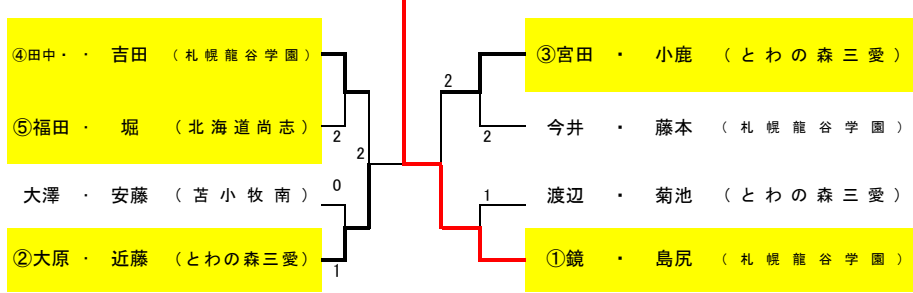 ④田中・ ・ 吉田 （札幌龍谷学園）
2
⑤福田 ・ 堀 （北海道尚志）
2
大澤 ・ 安藤 （苫小牧南）
0
②大原 ・ 近藤 （とわの森三愛）
1
③宮田 ・ 小鹿 （とわの森三愛）
2
今井 ・ 藤本 （札幌龍谷学園）
2
渡辺 ・ 菊池 （とわの森三愛）
1
①鏡 ・ 島尻 （札幌龍谷学園）